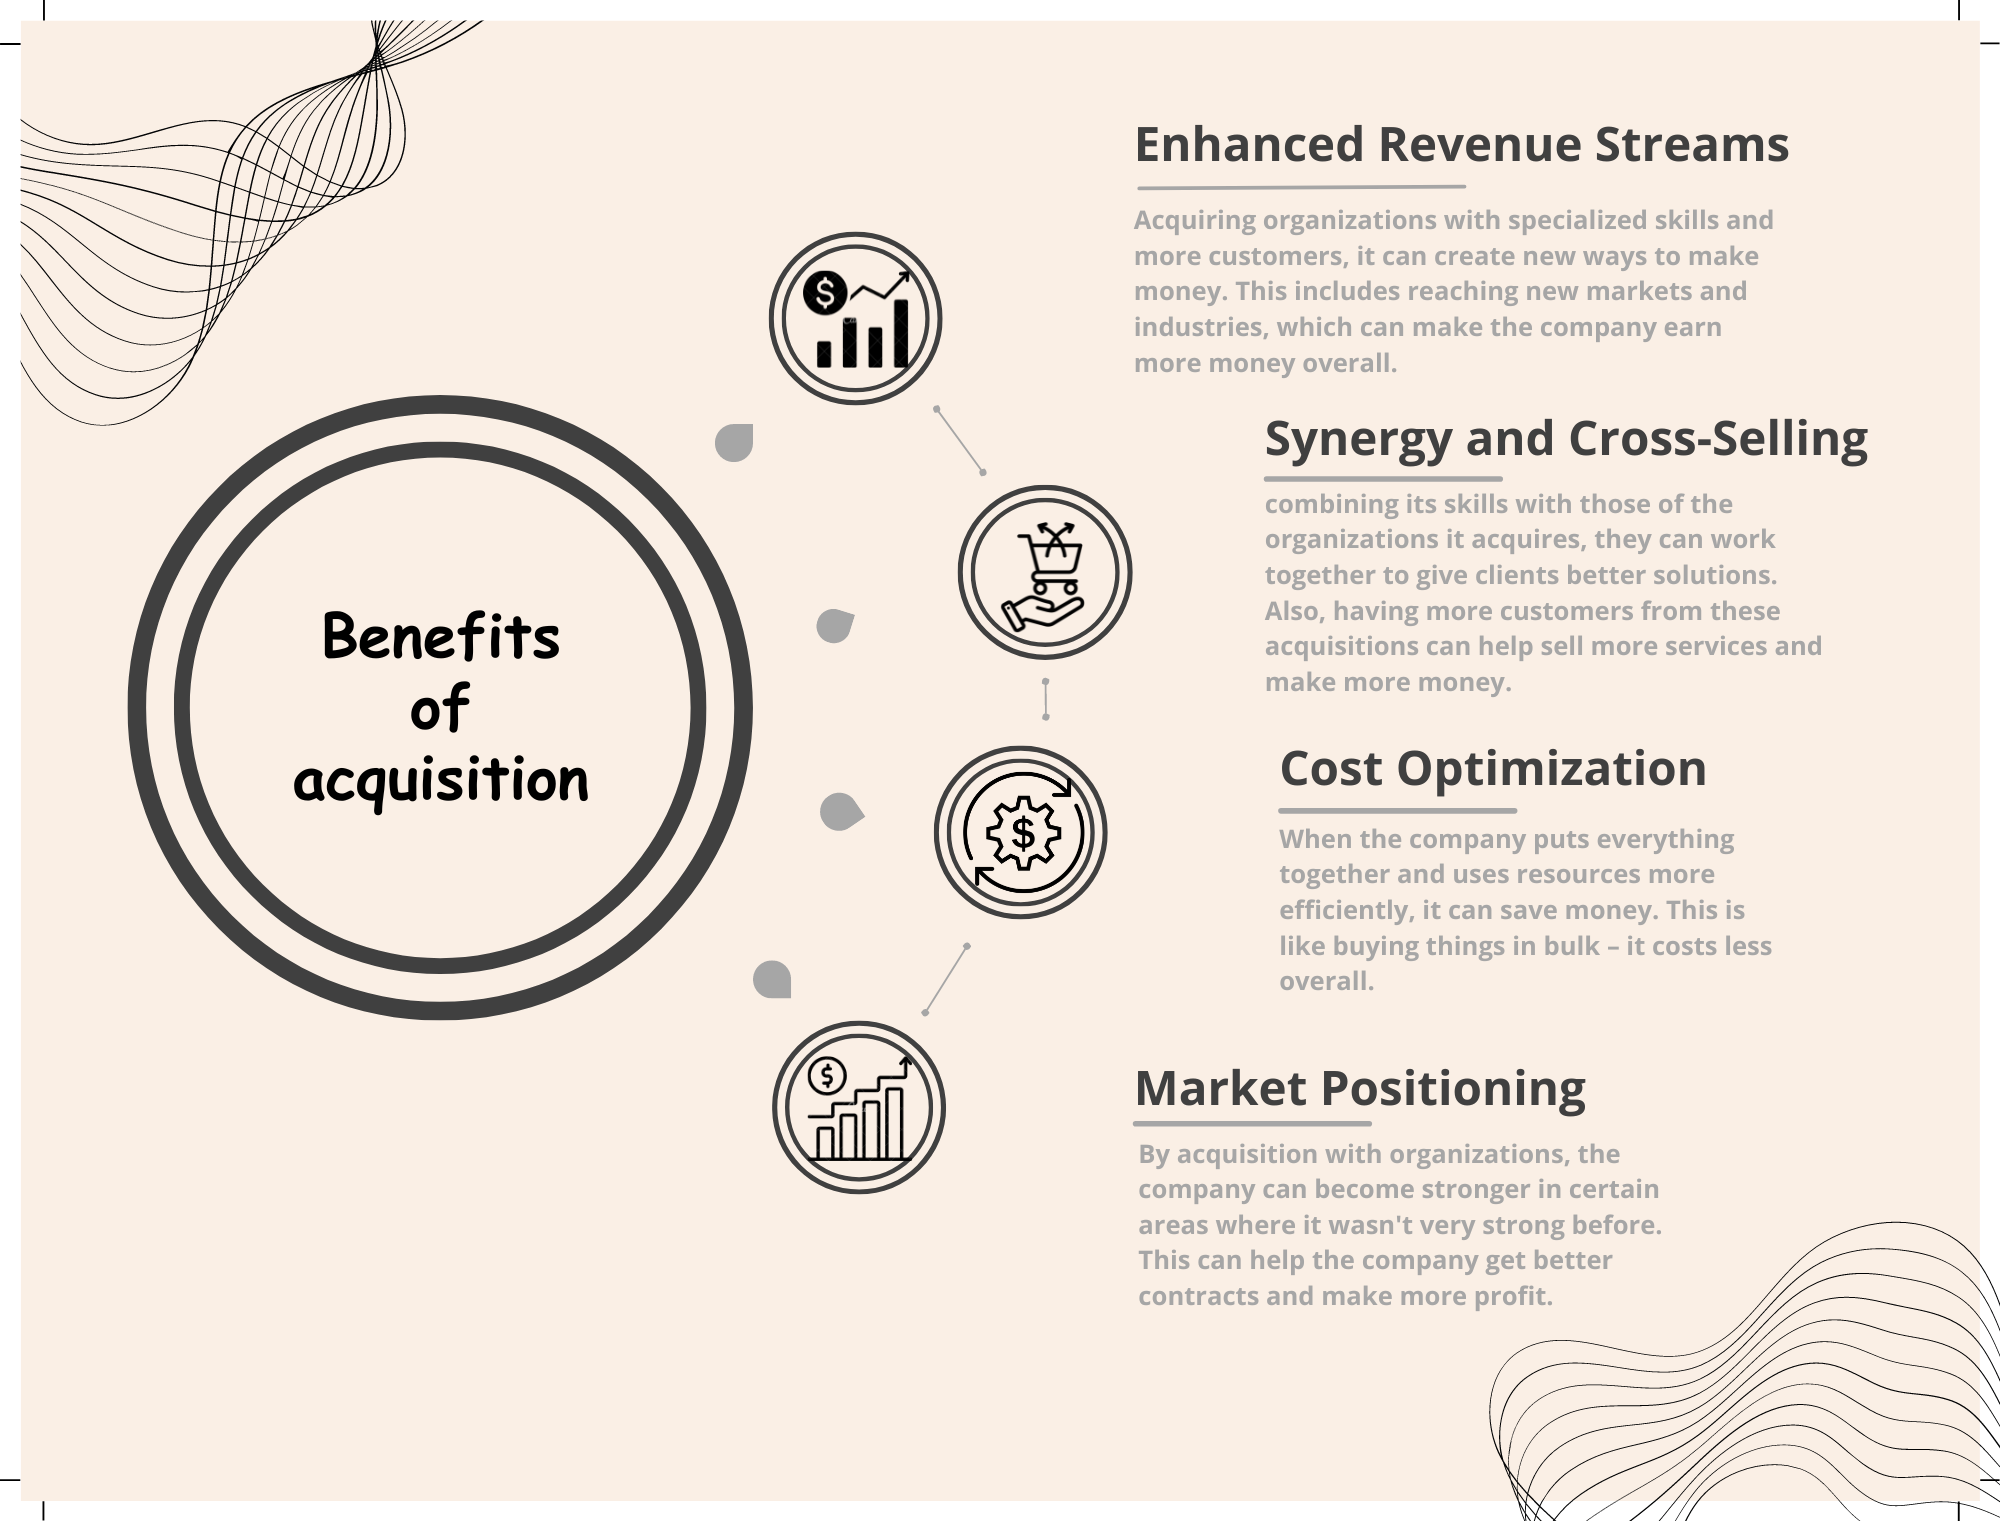 Enhanced Revenue Streams
Acquiring organizations with specialized skills and
more customers, it can create new ways to make
money. This includes reaching new markets and
industries, which can make the company earn
more money overall.
Synergy and Cross-Selling
combining its skills with those of the
organizations it acquires, they can work
together to give clients better solutions.
Also, having more customers from these
acquisitions can help sell more services and
make more money.
Benefits
of
acquisition
Cost Optimization
When the company puts everything
together and uses resources more
efficiently, it can save money. This is
like buying things in bulk – it costs less
overall.
Market Positioning
By acquisition with organizations, the
company can become stronger in certain
areas where it wasn't very strong before.
This can help the company get better
contracts and make more profit.